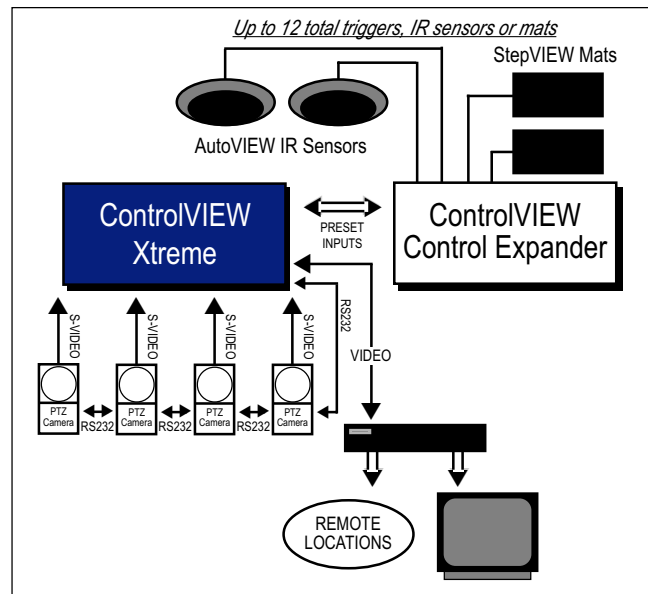 Up to 12 total triggers, IR sensors or mats
StepVIEW Mats
AutoVIEW IR Sensors
ControlVIEW
Xtreme
PRESET
INPUTS
ControlVIEW
Control Expander
S-VIDEO
S-VIDEO
S-VIDEO
S-VIDEO
RS232
VIDEO
PTZ
Camera
RS232
PTZ
Camera
RS232
PTZ
Camera
RS232
PTZ
Camera
REMOTE
LOCATIONS